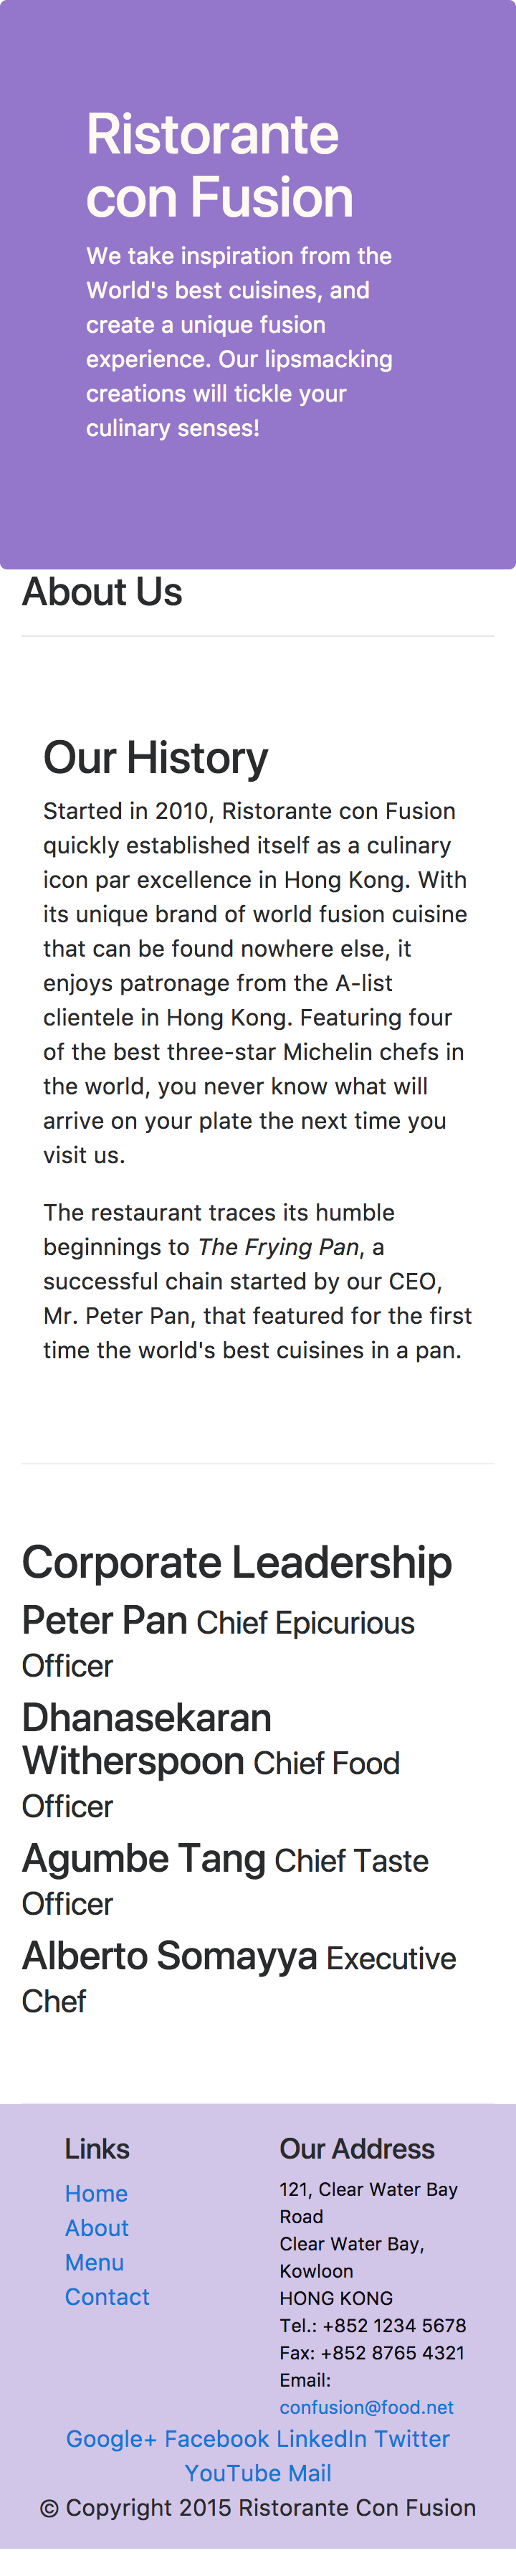 Ristorante
con Fusion
We take inspiration from the
World's best cuisines, and
create a unique fusion
experience. Our lipsmacking
creations will tickle your
culinary senses!
About Us
Our History
Started in 2010, Ristorante con Fusion
quickly established itself as a culinary
icon par excellence in Hong Kong. With
its unique brand of world fusion cuisine
that can be found nowhere else, it
enjoys patronage from the A-list
clientele in Hong Kong. Featuring four
of the best three-star Michelin chefs in
the world, you never know what will
arrive on your plate the next time you
visit us.
The restaurant traces its humble
beginnings to The Frying Pan, a
successful chain started by our CEO,
Mr. Peter Pan, that featured for the first
time the world's best cuisines in a pan.
Corporate Leadership
Peter Pan Chief Epicurious
Officer
Dhanasekaran
Witherspoon Chief Food
Officer
Agumbe Tang Chief Taste
Officer
Alberto Somayya Executive
Chef
Links
Home
About
Menu
Contact
Our Address
121, Clear Water Bay
Road
Clear Water Bay,
Kowloon
HONG KONG
Tel.: +852 1234 5678
Fax: +852 8765 4321
Email:
confusion@food.net
Google+ Facebook LinkedIn Twitter
YouTube Mail
© Copyright 2015 Ristorante Con Fusion